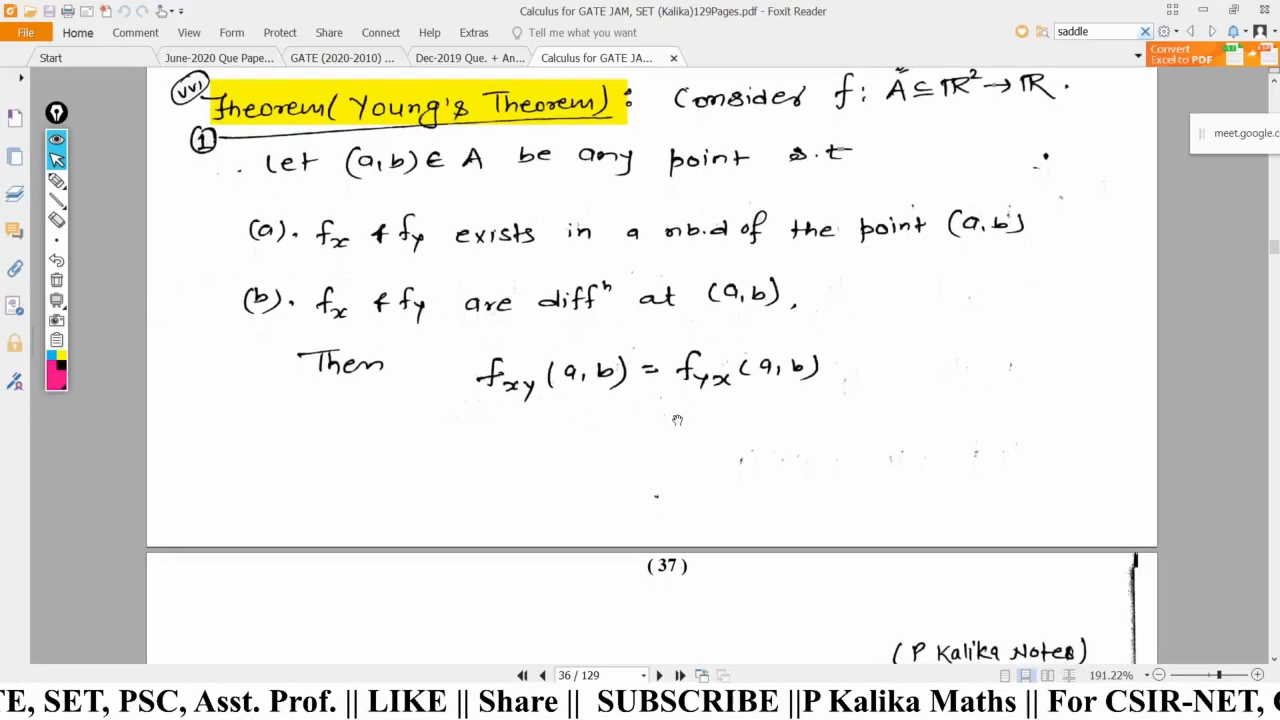 Calculus for GATE JAM, SET (Kalika)129Pages.pdf - Foxit Reader
File Home Comment View Form Protect Share Connect Help Extras Tell me what you want saddle
Start June-2020 Que Pape... GATE (2020-2010) ... Dec-2019 Que. + An... Calculus for GATE JA... Convert Excel to PDF
VVI Theorem (Young's Theorem) : Consider f: A ⊆ ℝ² → ℝ.
meet.google.c
① Let (a,b) ∈ A be any point s.t
(a). fx & fy exists in a nbd of the point (a,b)
(b). fx & fy are diffⁿ at (a,b).
Then fxy (a,b) = fyx (a,b)
(37)
(P Kalika Notes)
36 / 129 191.22%
TE, SET, PSC, Asst. Prof. || LIKE || Share || SUBSCRIBE ||P Kalika Maths || For CSIR-NET, G